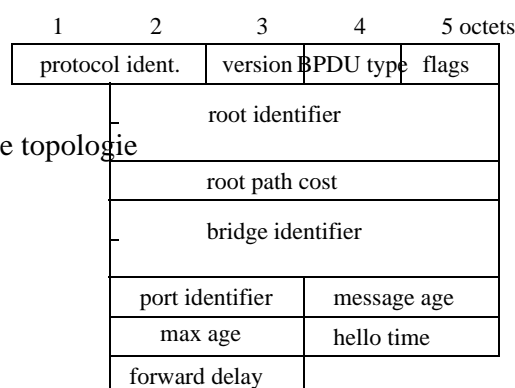 1 2 3 4 5 octets
protocol ident. version BPDU type flags
root identifier
e topologie
root path cost
bridge identifier
port identifier message age
max age hello time
forward delay